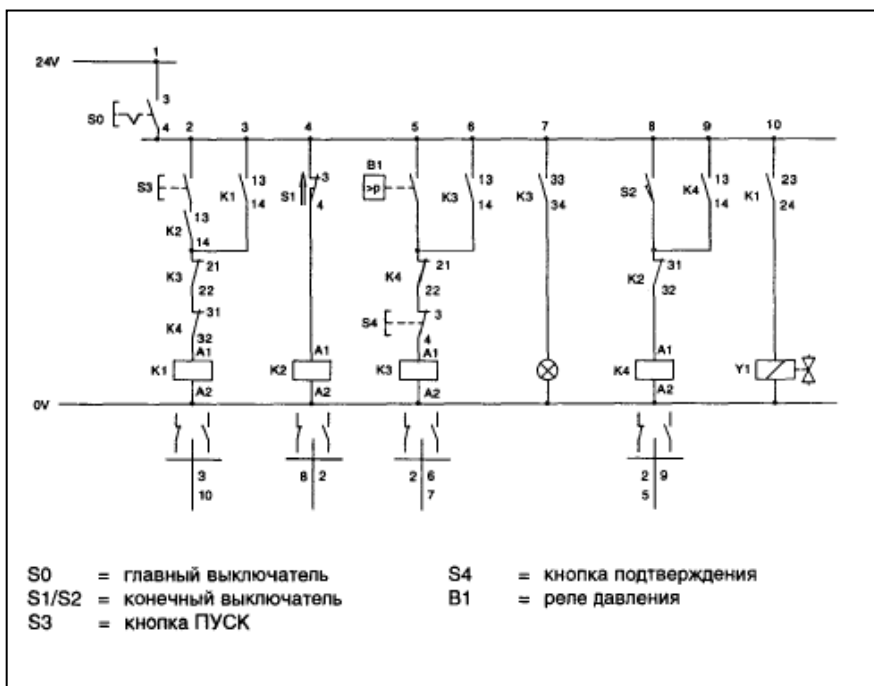 1
24V
3
S0
4
2 3 4 5 6 7 8 9 10
S3 K1 13 14 S1 3 4 B1 >p K3 13 14 K3 33 34 S2 K4 13 14 K1 23 24
K2 13 14
K3 21 22 K4 21 22 K2 31 32
K4 31 32 S4 3 4
A1 A1 A1 A1
K1 K2 K3 K4 Y1
A2 A2 A2 A2
0V
3 8 2 2 6 2 9
10 7 5
S0 = главный выключатель
S1/S2 = конечный выключатель
S3 = кнопка ПУСК
S4 = кнопка подтверждения
B1 = реле давления